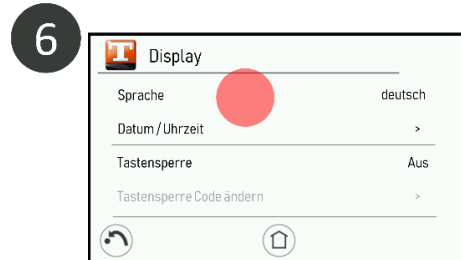 6
T Display
Sprache deutsch
Datum / Uhrzeit >
Tastensperre Aus
Tastensperre Code ändern >